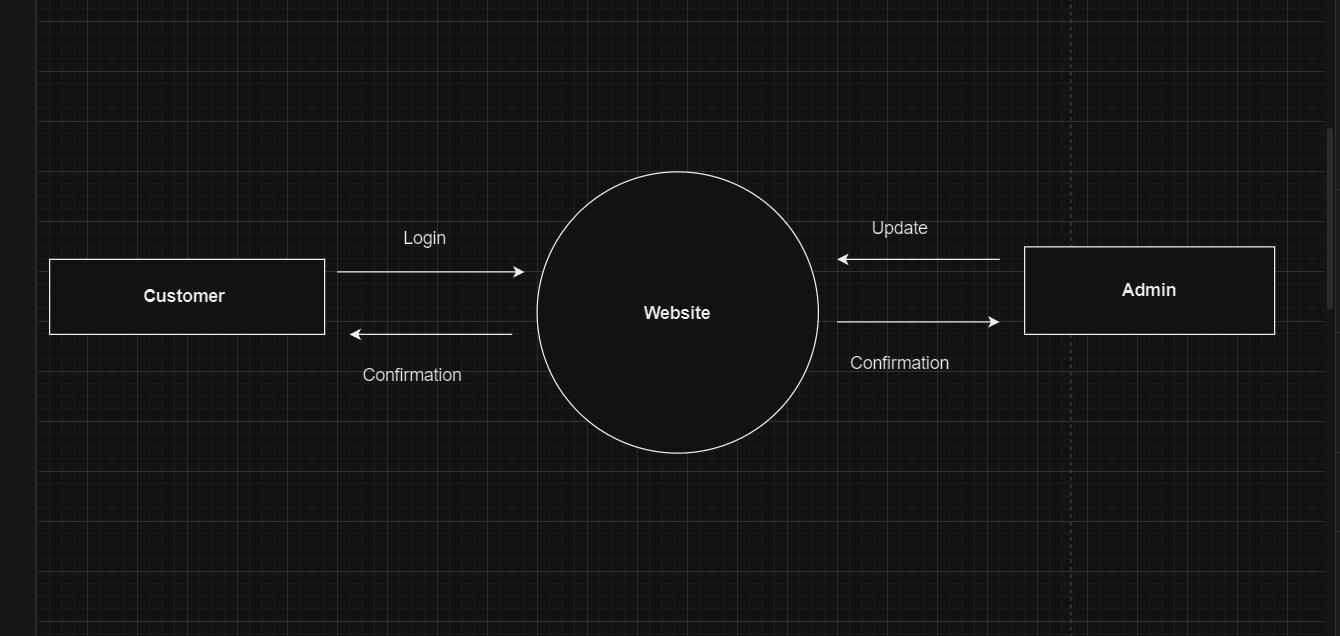 Login
Update
Customer
Website
Admin
Confirmation
Confirmation